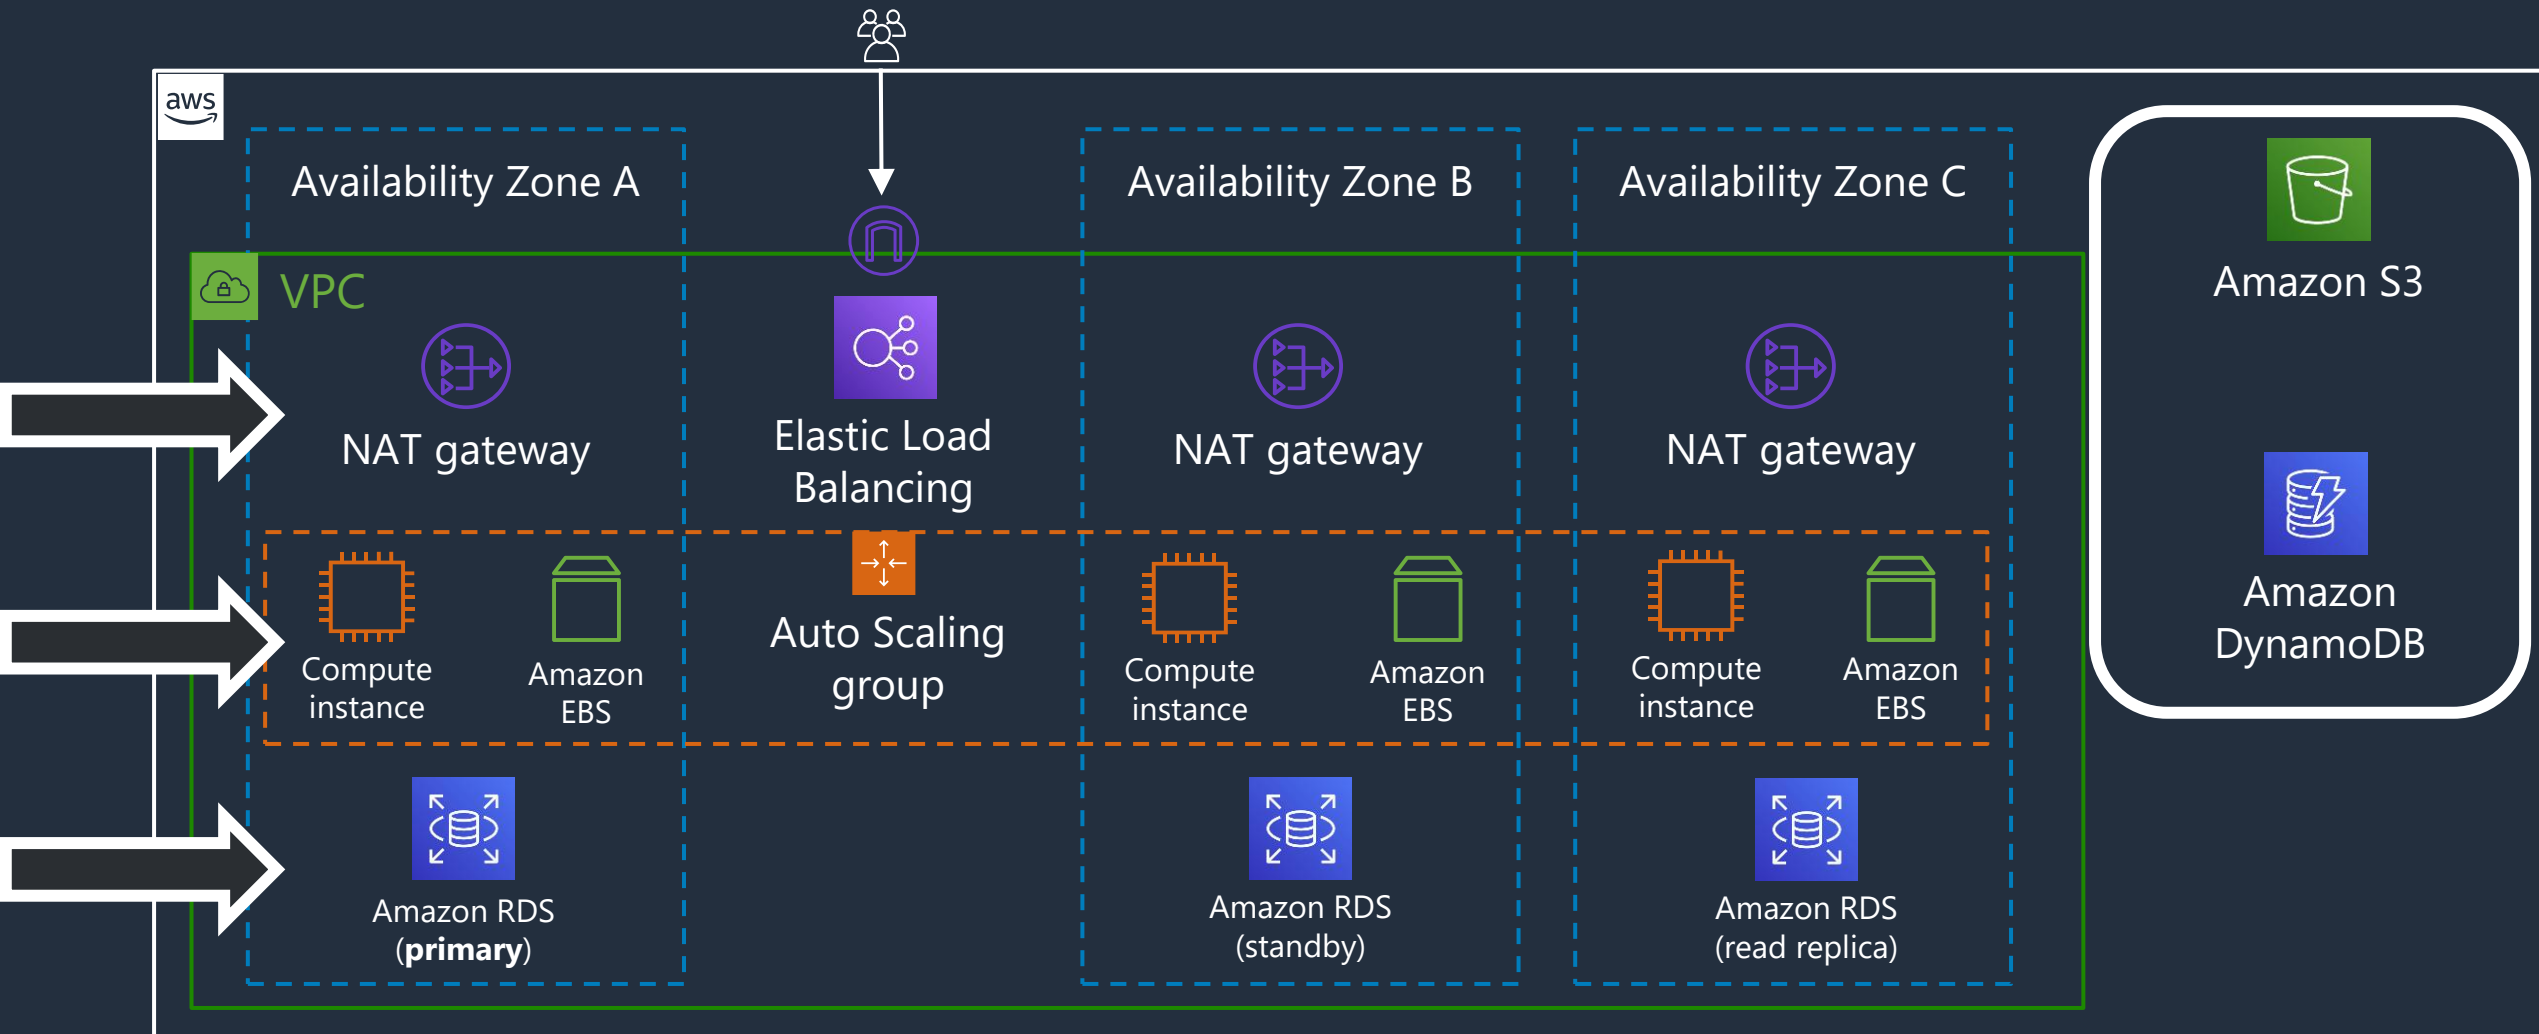 aws
Availability Zone A
Availability Zone B
Availability Zone C
VPC
NAT gateway
Elastic Load
Balancing
NAT gateway
NAT gateway
Compute
instance
Amazon
EBS
Auto Scaling
group
Compute
instance
Amazon
EBS
Compute
instance
Amazon
EBS
Amazon RDS
(primary)
Amazon RDS
(standby)
Amazon RDS
(read replica)
Amazon S3
Amazon
DynamoDB